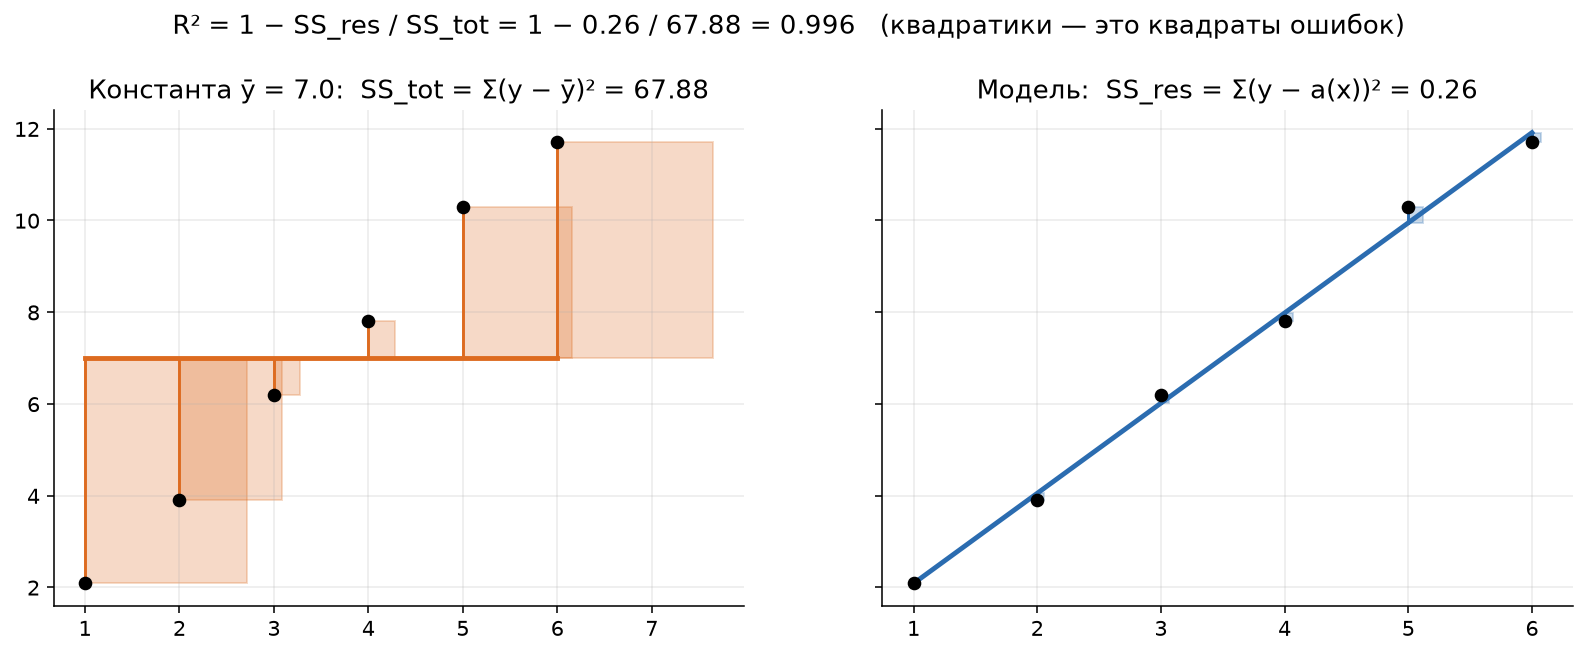 R² = 1 − SS_res / SS_tot = 1 − 0.26 / 67.88 = 0.996 (квадратики — это квадраты ошибок)
Константа ȳ = 7.0: SS_tot = Σ(y − ȳ)² = 67.88
Модель: SS_res = Σ(y − a(x))² = 0.26
12
10
8
6
4
2
1 2 3 4 5 6 7
1 2 3 4 5 6